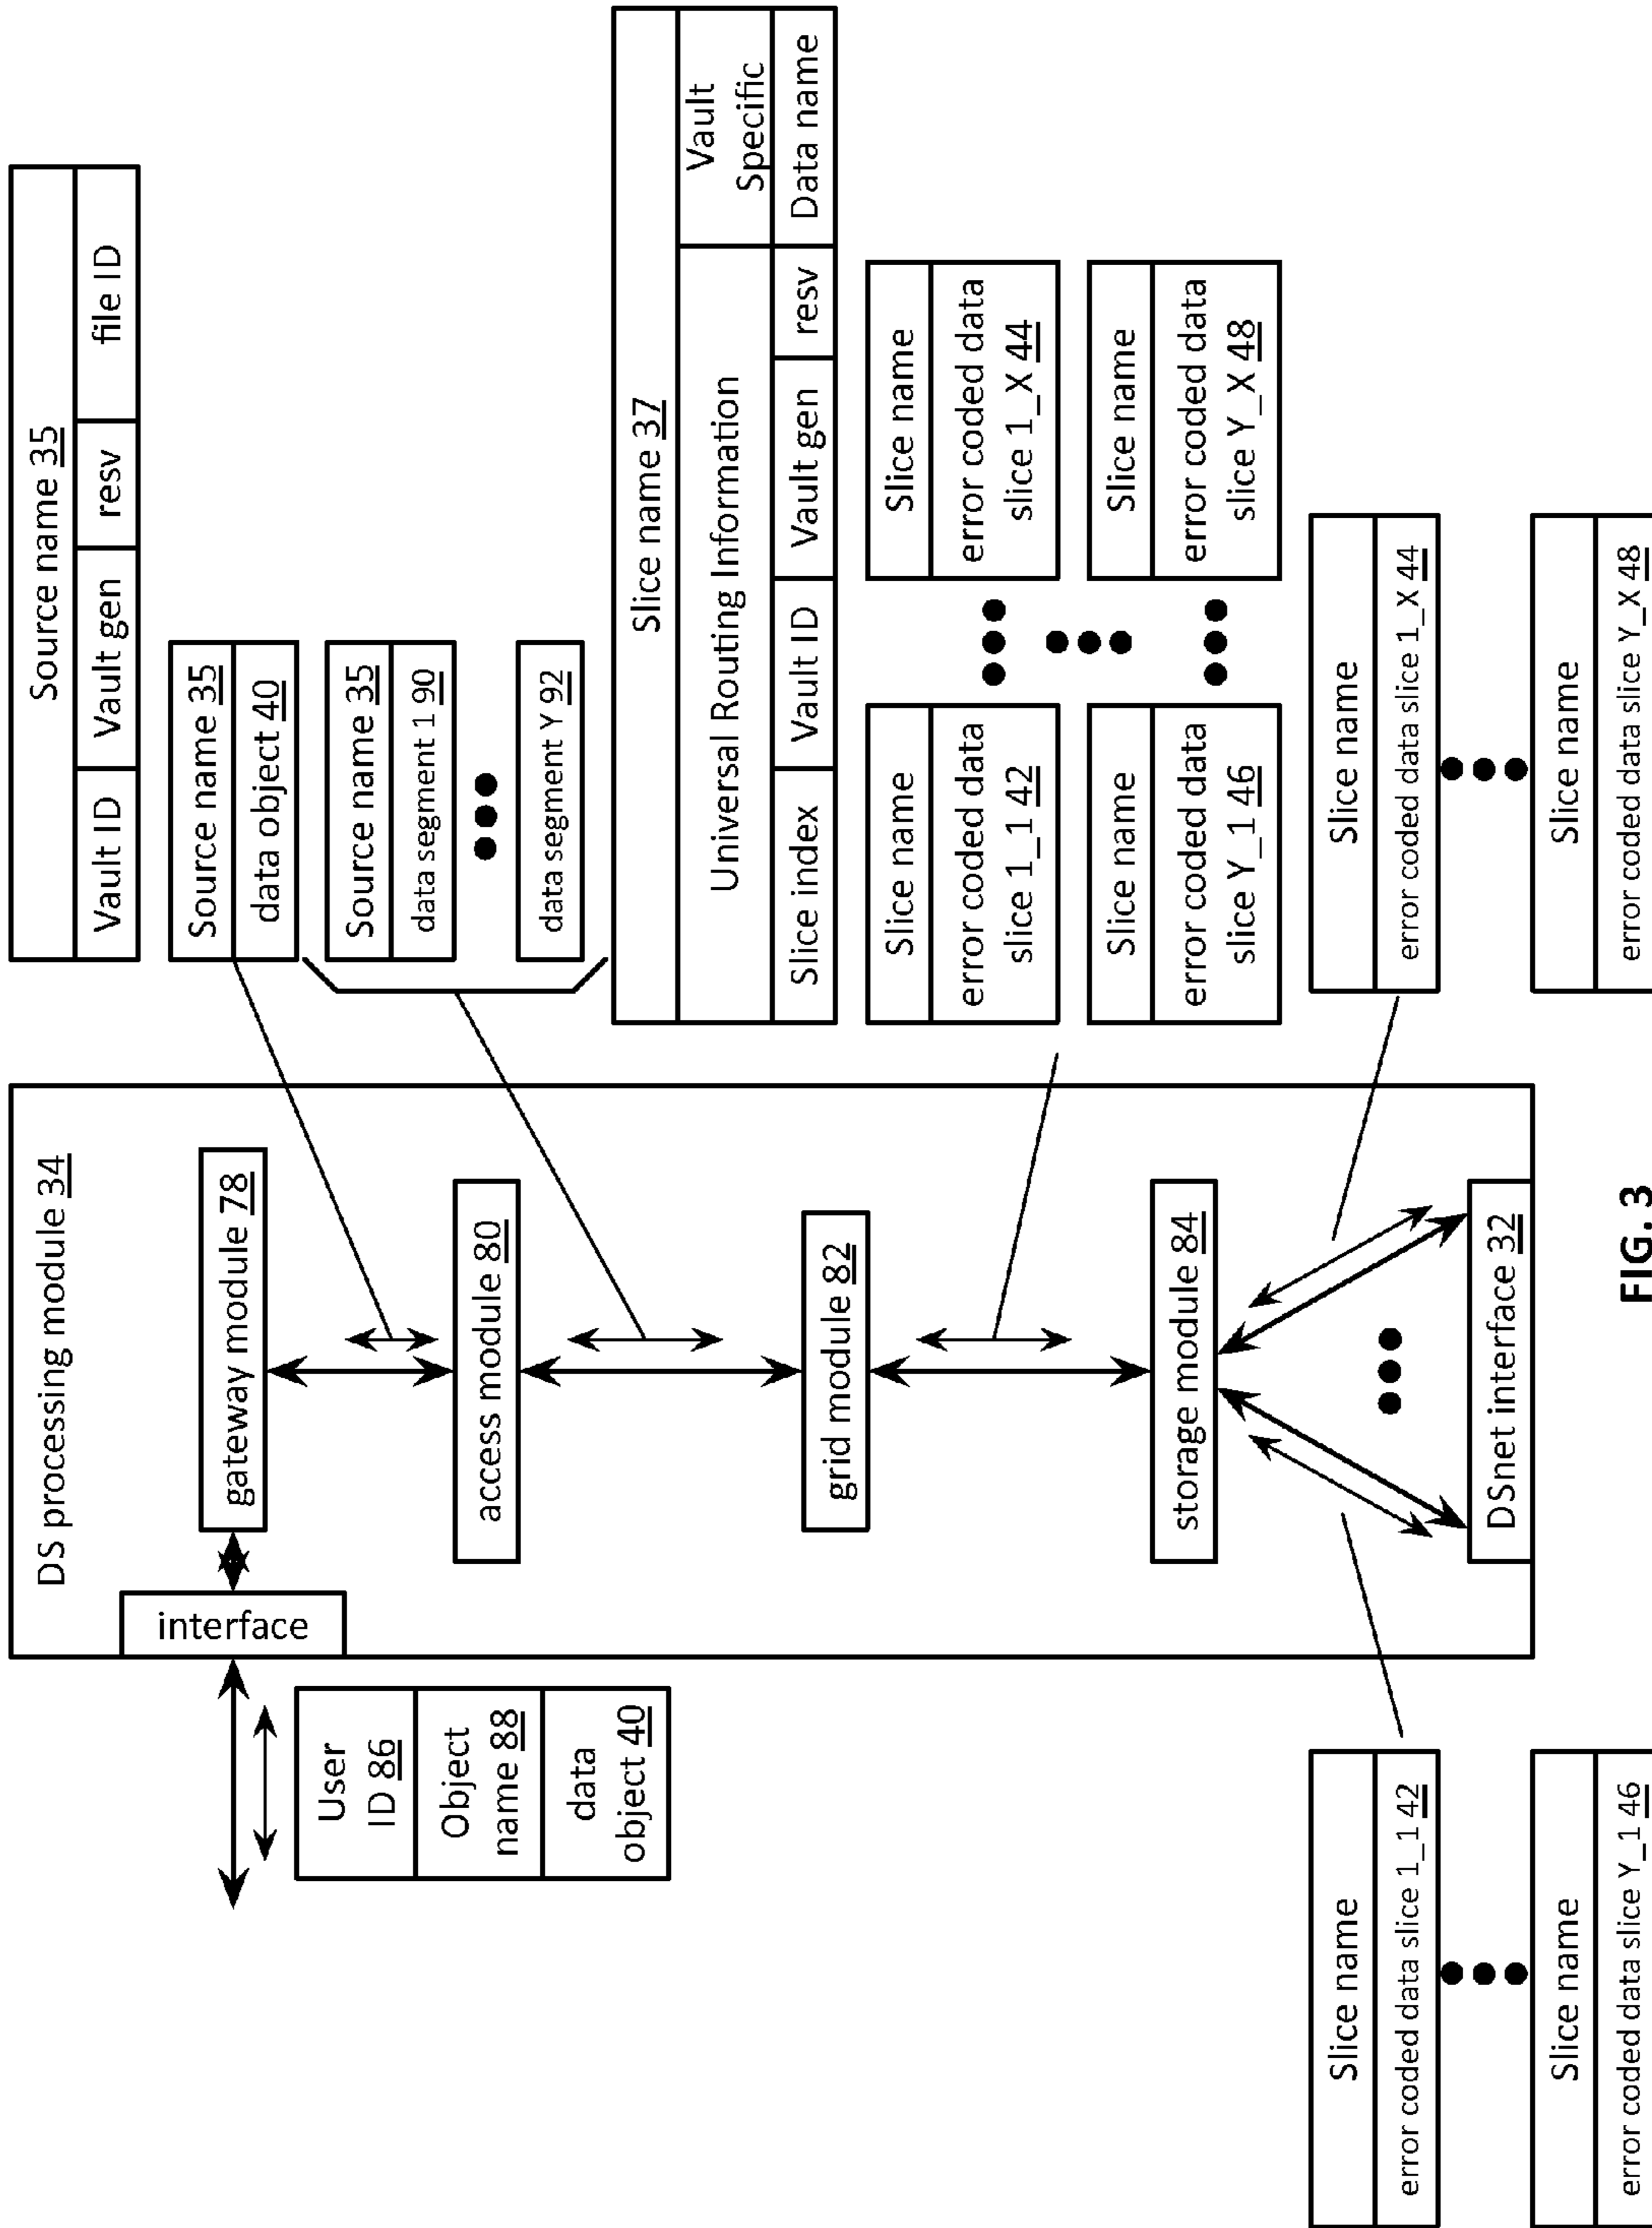 DS processing module 34
interface
gateway module 78
access module 80
grid module 82
storage module 84
DSnet interface 32
User
ID 86
Object
name 88
data
object 40
Source name 35
Vault ID
Vault gen
resv
file ID
Source name 35
data object 40
Source name 35
data segment 1 90
data segment Y 92
Slice name 37
Universal Routing Information
Vault
Specific
Slice index
Vault ID
Vault gen
resv
Data name
Slice name
error coded data
slice 1_1 42
Slice name
error coded data
slice 1_X 44
Slice name
error coded data
slice Y_1 46
Slice name
error coded data
slice Y_X 48
Slice name
error coded data slice 1_1 42
Slice name
error coded data slice Y_1 46
Slice name
error coded data slice 1_X 44
Slice name
error coded data slice Y_X 48
FIG. 3